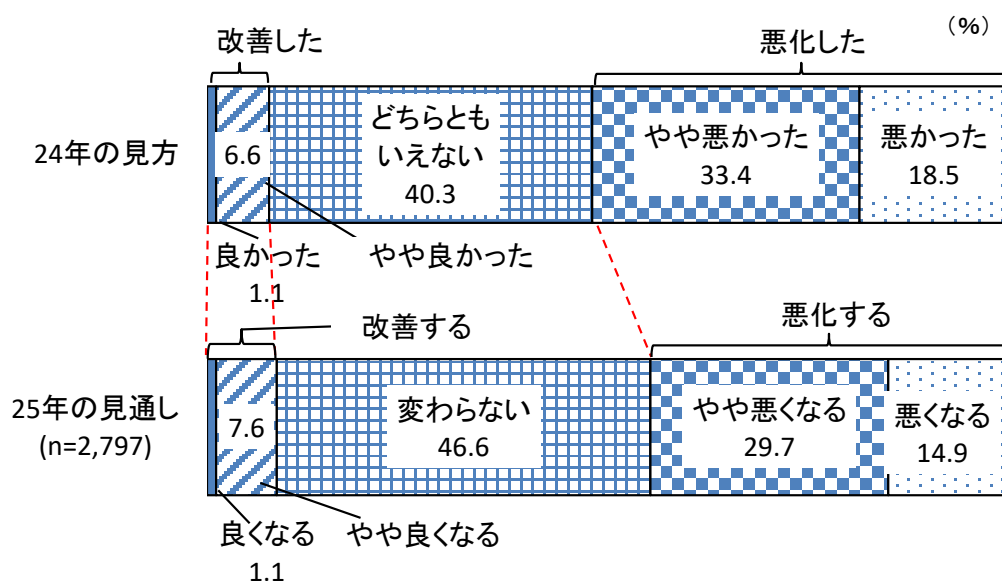 （%）
改善した
悪化した
24年の見方
6.6
どちらとも
いえない
40.3
やや悪かった
33.4
悪かった
18.5
良かった
1.1
やや良かった
改善する
悪化する
25年の見通し
(n=2,797)
7.6
変わらない
46.6
やや悪くなる
29.7
悪くなる
14.9
良くなる
1.1
やや良くなる